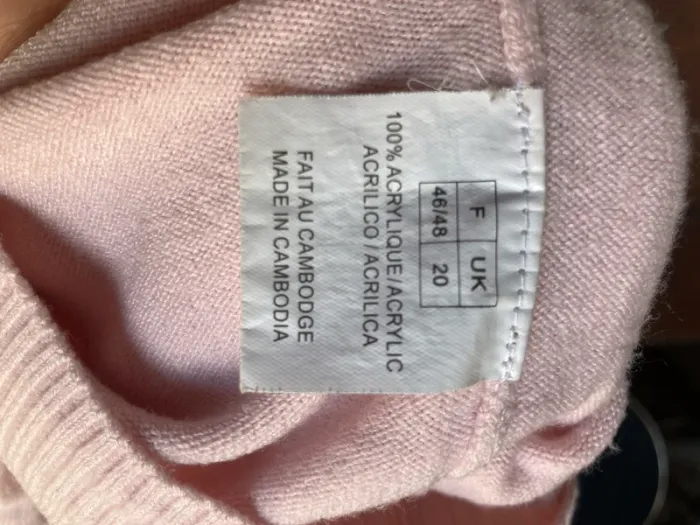 F UK
46/48 20
100% ACRYLIQUE/ACRYLIC
ACRILICO/ACRILICA
FAIT AU CAMBODGE
MADE IN CAMBODIA